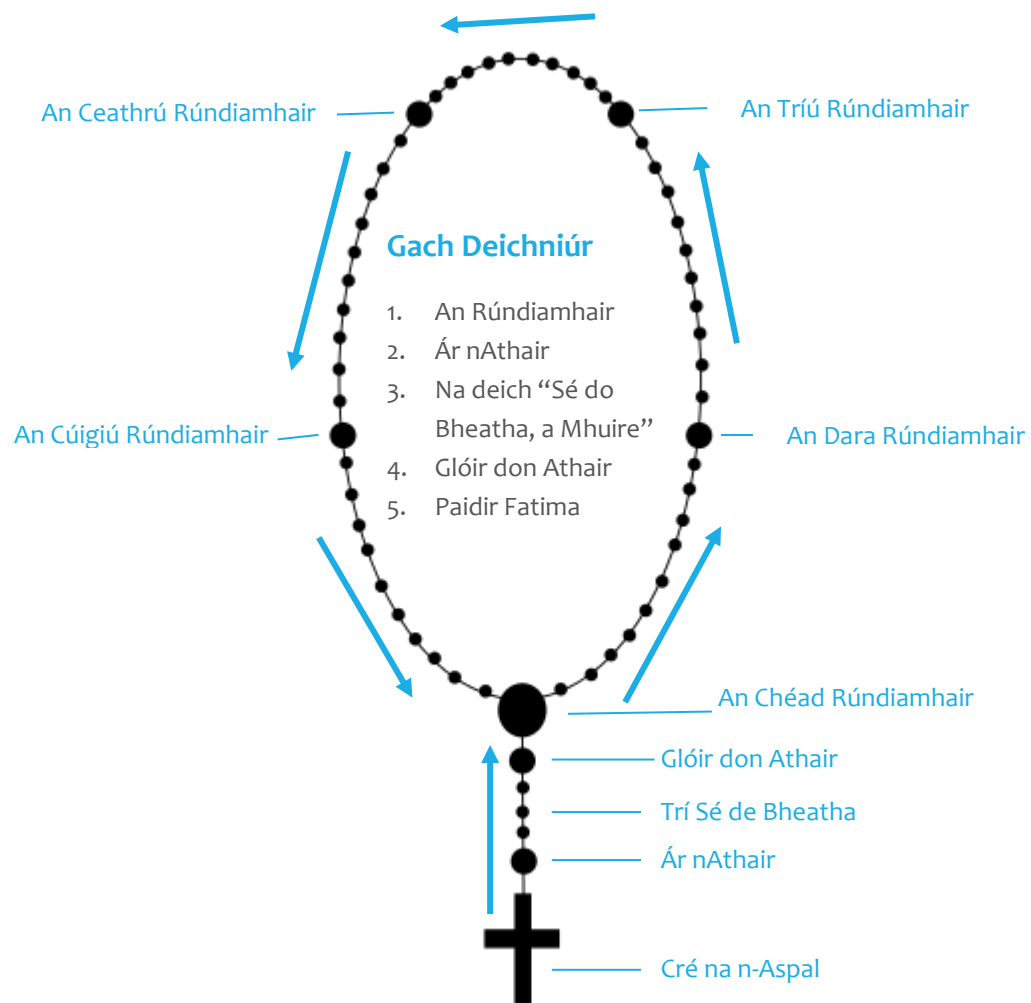 An Ceathrú Rúndiamhair
An Tríú Rúndiamhair
Gach Deichniúr
1. An Rúndiamhair
2. Ár nAthair
3. Na deich “Sé do
Bheatha, a Mhuire”
4. Glóir don Athair
5. Paidir Fatima
An Cúigiú Rúndiamhair
An Dara Rúndiamhair
An Chéad Rúndiamhair
Glóir don Athair
Trí Sé de Bheatha
Ár nAthair
Cré na n-Aspal